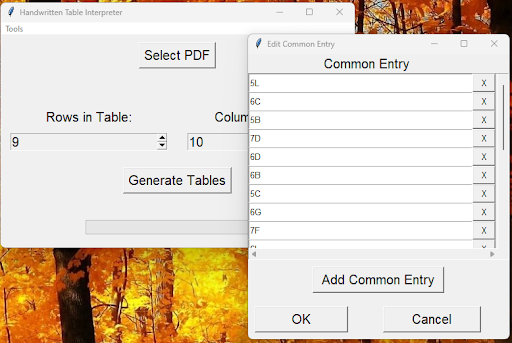 Handwritten Table Interpreter
Tools
Select PDF
Rows in Table:
Colum
9
10
Generate Tables
Edit Common Entry
Common Entry
5L X
6C X
5B X
7D X
6D X
6B X
5C X
6G X
7F X
Add Common Entry
OK
Cancel